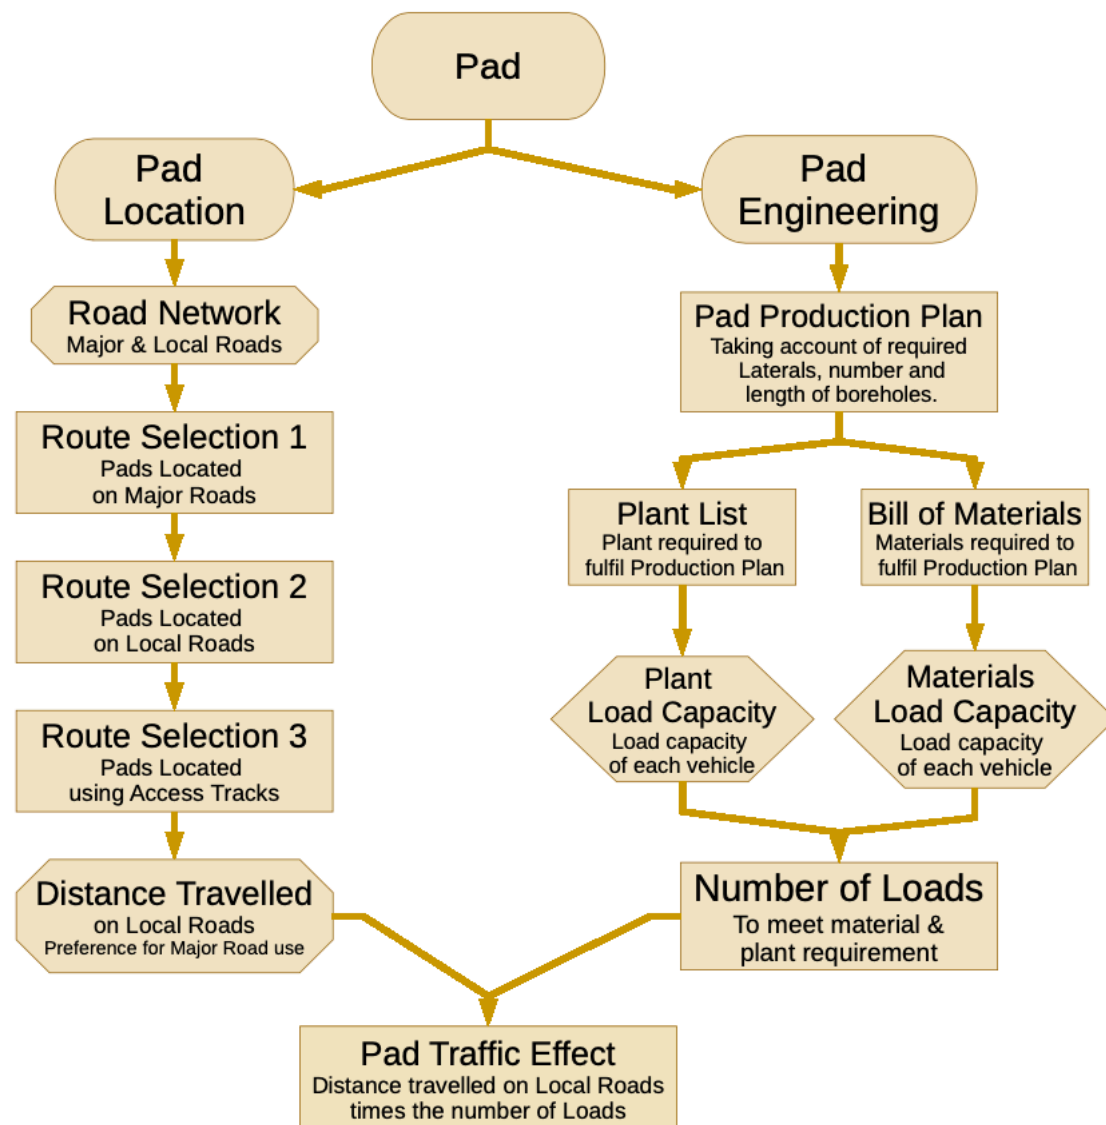 Pad
Pad
Location
Pad
Engineering
Road Network
Major & Local Roads
Pad Production Plan
Taking account of required
Laterals, number and
length of boreholes.
Route Selection 1
Pads Located
on Major Roads
Plant List
Plant required to
fulfil Production Plan
Bill of Materials
Materials required to
fulfil Production Plan
Route Selection 2
Pads Located
on Local Roads
Plant
Load Capacity
Load capacity
of each vehicle
Materials
Load Capacity
Load capacity
of each vehicle
Route Selection 3
Pads Located
using Access Tracks
Distance Travelled
on Local Roads
Preference for Major Road use
Number of Loads
To meet material &
plant requirement
Pad Traffic Effect
Distance travelled on Local Roads
times the number of Loads